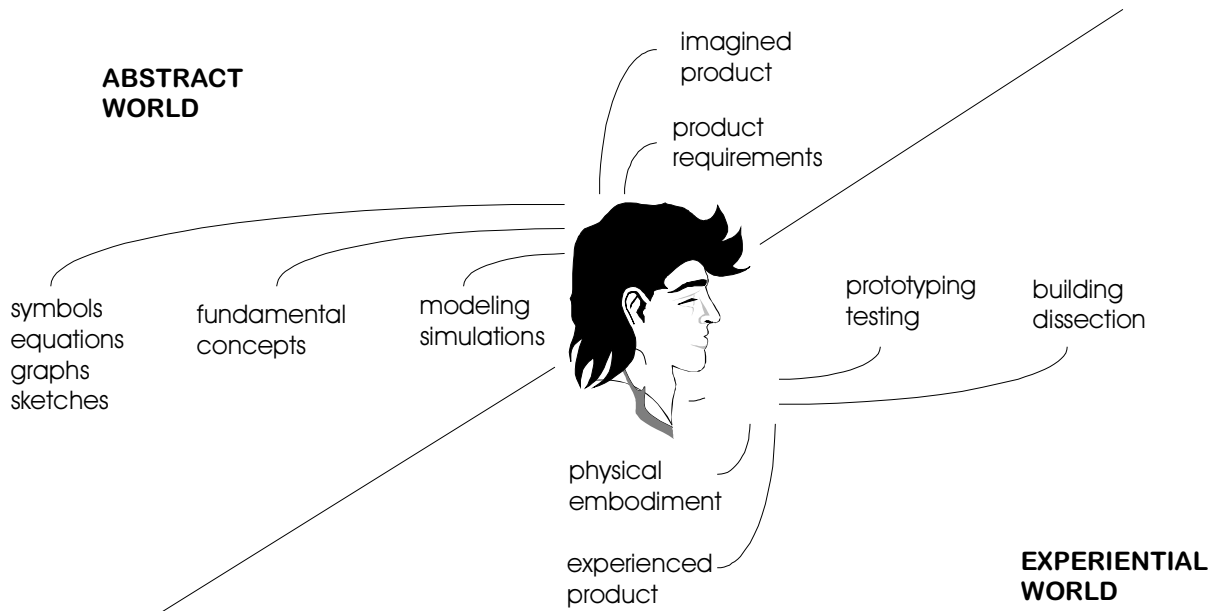 imagined
product
ABSTRACT
WORLD
product
requirements
symbols
equations
graphs
sketches
fundamental
concepts
modeling
simulations
prototyping
testing
building
dissection
physical
embodiment
experienced
product
EXPERIENTIAL
WORLD